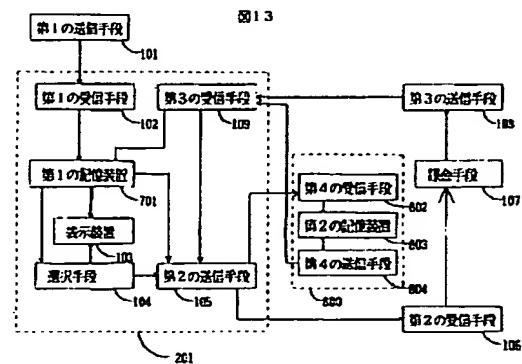 図13
第1の送信手段
101
第1の受信手段
102
第3の受信手段
109
第3の送信手段
108
第1の記憶装置
701
第4の受信手段
802
課金手段
107
表示装置
103
第2の記憶装置
803
選択手段
104
第2の送信手段
105
第4の送信手段
804
第2の受信手段
106
201